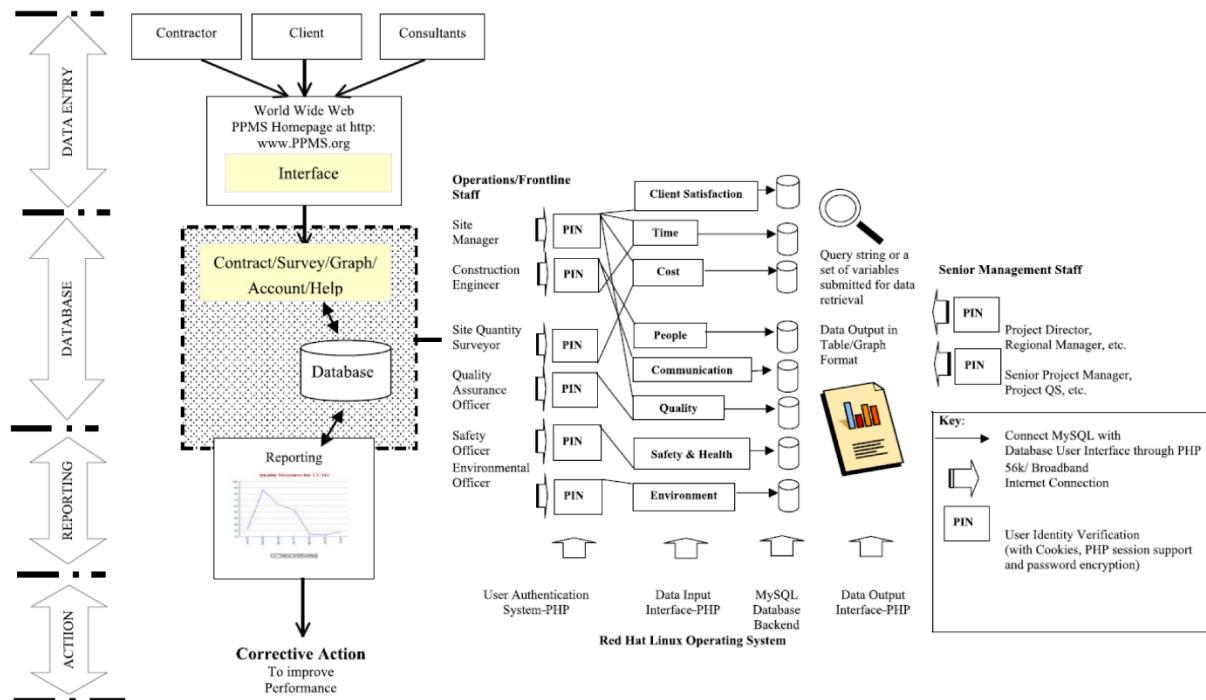 DATA ENTRY
DATABASE
REPORTING
ACTIION
Contractor
Client
Consultants
World Wide Web
PPMS Homepage at http:
www.PPMS.org
Interface
Contract/Survey/Graph/
Account/Help
Database
Reporting
Quality Measures for
Corrective Action
To improve
Performance
Operations/Frontline
Staff
Site
Manager
Construction
Engineer
Site Quantity
Surveyor
Quality
Assurance
Officer
Safety
Officer
Environmental
Officer
PIN
PIN
PIN
PIN
PIN
PIN
Client Satisfaction
Time
Cost
People
Communication
Quality
Safety & Health
Environment
Query string or a
set of variables
submitted for data
retrieval
Data Output in
Table/Graph
Format
Senior Management Staff
PIN
Project Director,
Regional Manager, etc.
PIN
Senior Project Manager,
Project QS, etc.
Key:
Connect MySQL with
Database User Interface through PHP
56k/ Broadband
Internet Connection
PIN
User Identity Verification
(with Cookies, PHP session support
and password encryption)
User Authentication
System-PHP
Data Input
Interface-PHP
MySQL
Database
Backend
Data Output
Interface-PHP
Red Hat Linux Operating System